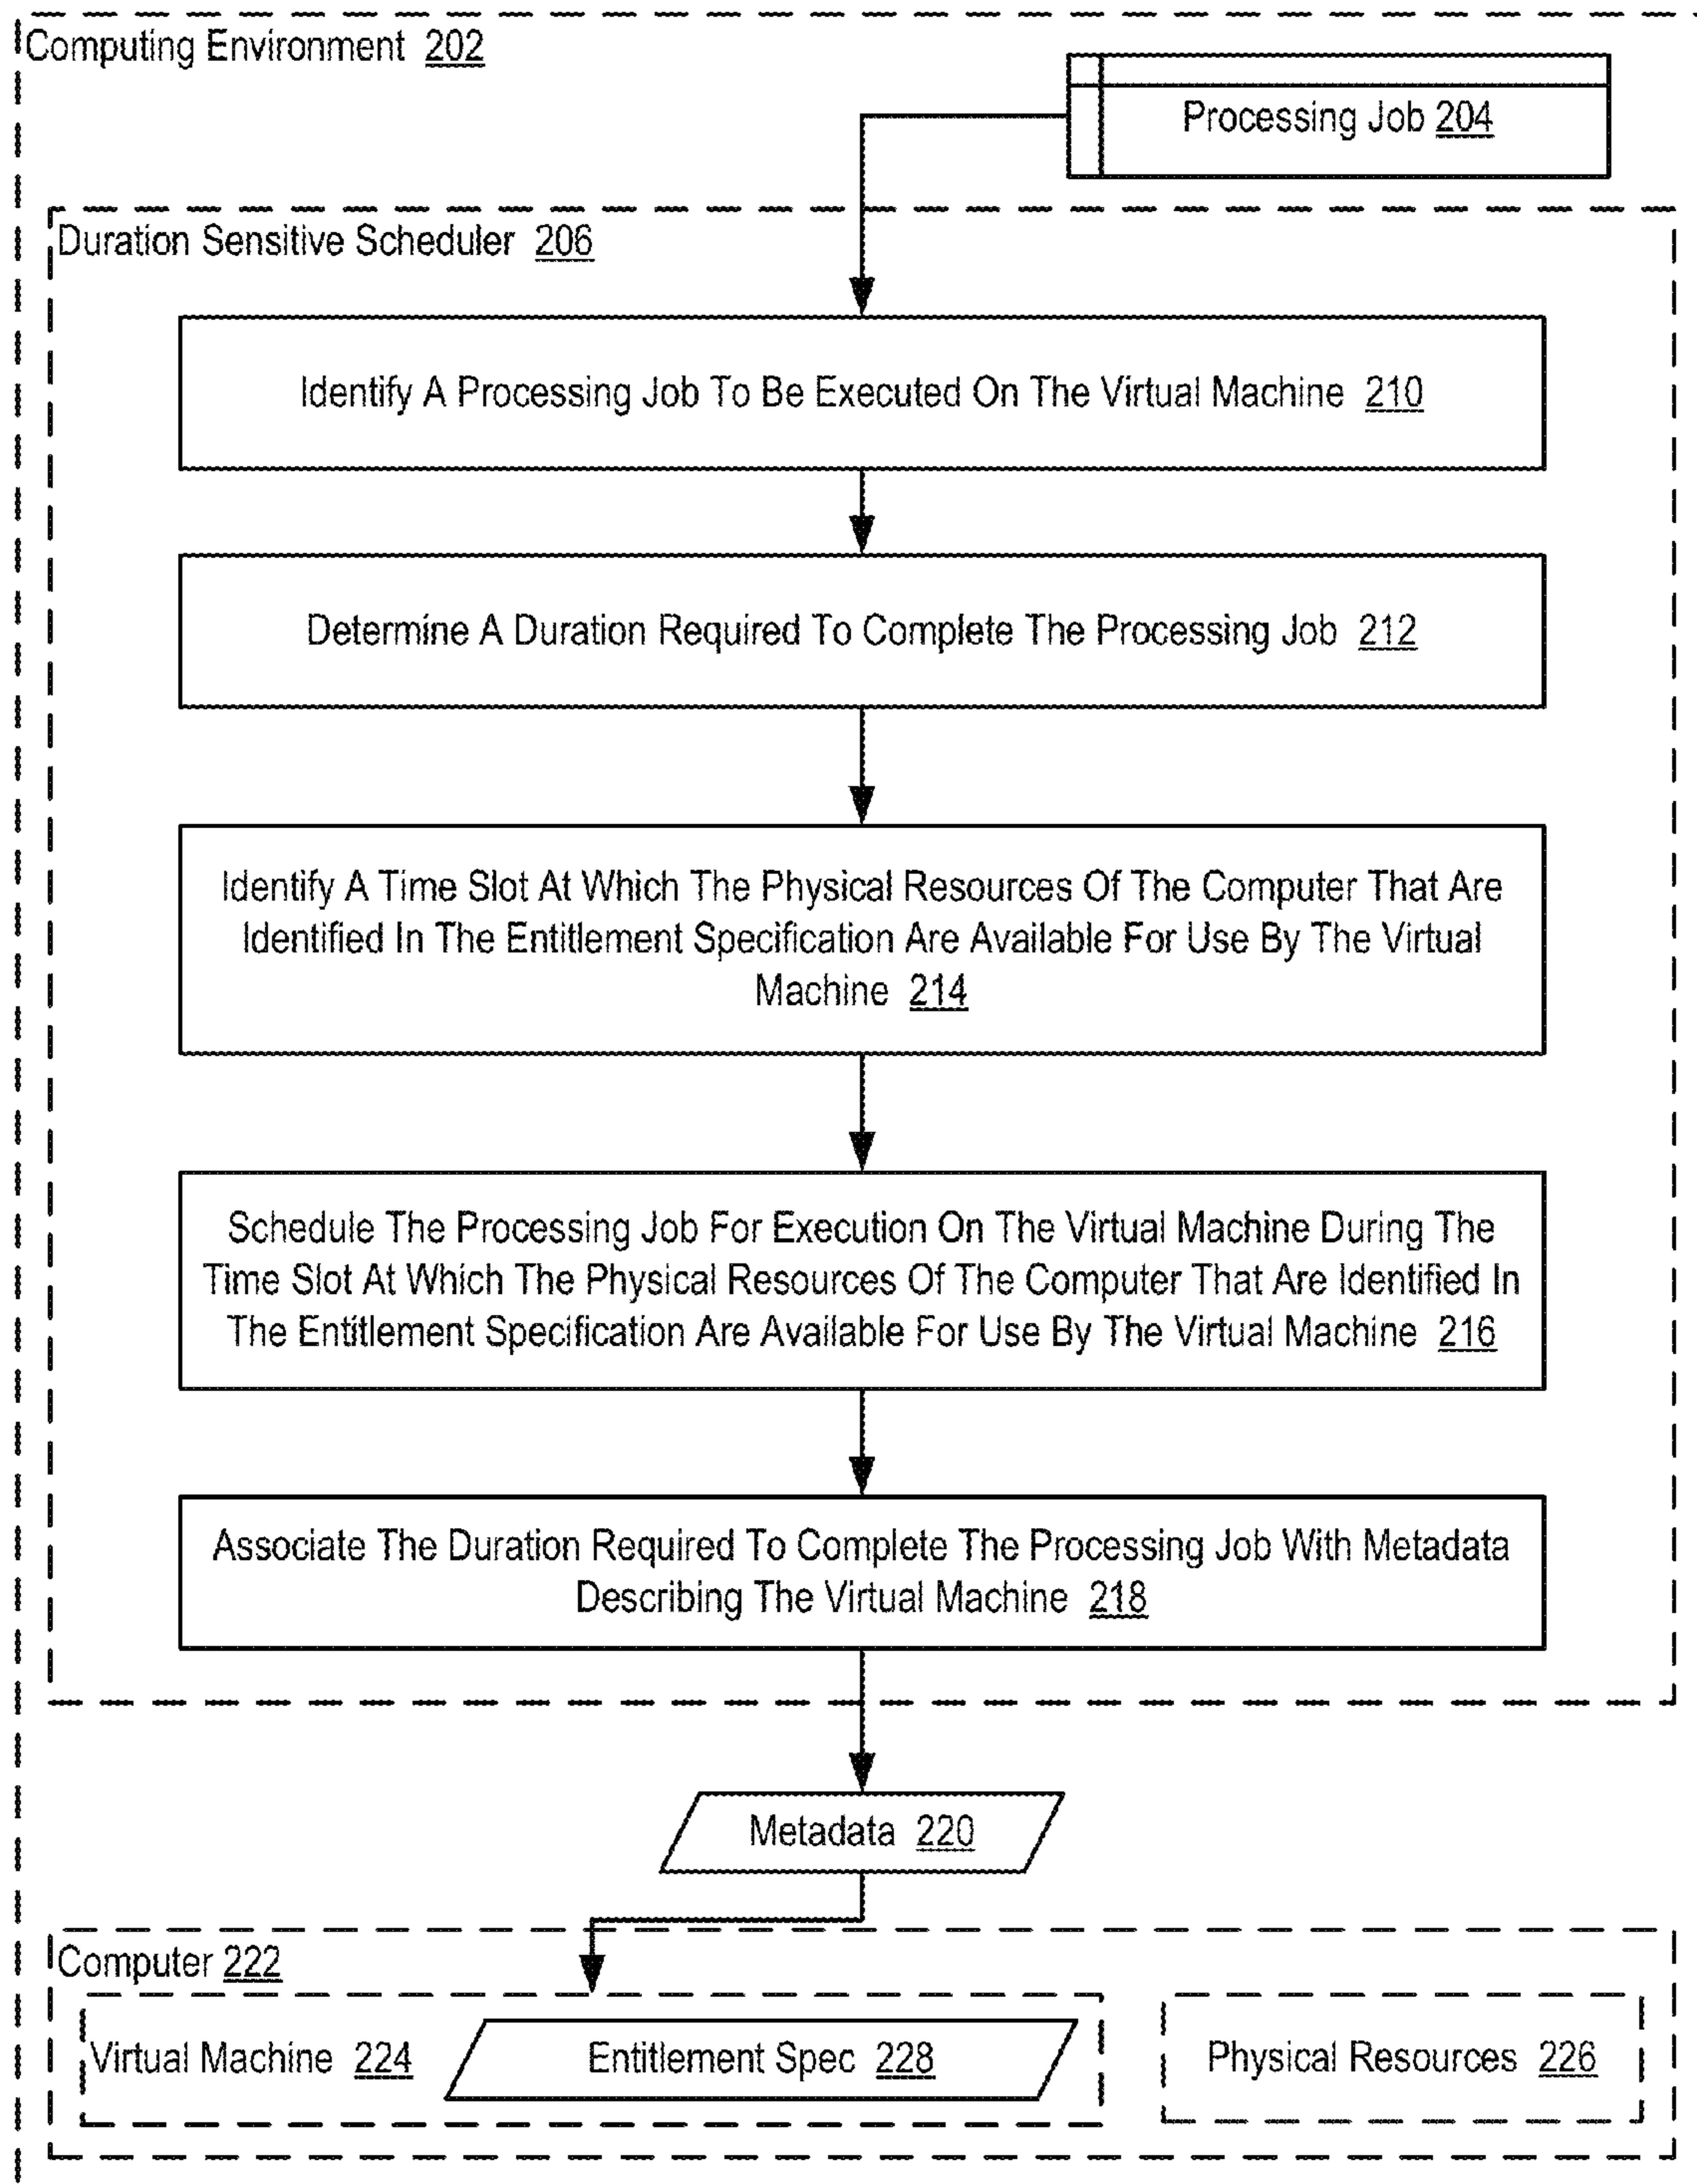 Computing Environment 202
Processing Job 204
Duration Sensitive Scheduler 206
Identify A Processing Job To Be Executed On The Virtual Machine 210
Determine A Duration Required To Complete The Processing Job 212
Identify A Time Slot At Which The Physical Resources Of The Computer That Are
Identified In The Entitlement Specification Are Available For Use By The Virtual
Machine 214
Schedule The Processing Job For Execution On The Virtual Machine During The
Time Slot At Which The Physical Resources Of The Computer That Are Identified In
The Entitlement Specification Are Available For Use By The Virtual Machine 216
Associate The Duration Required To Complete The Processing Job With Metadata
Describing The Virtual Machine 218
Metadata 220
Computer 222
Virtual Machine 224
Entitlement Spec 228
Physical Resources 226